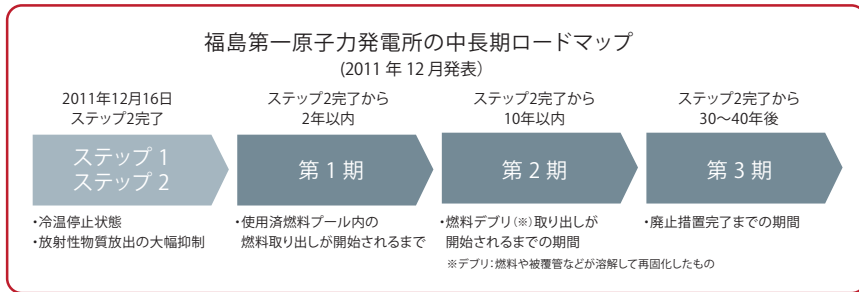 福島第一原子力発電所の中長期ロードマップ
(2011 年 12 月発表)
2011年12月16日
ステップ2完了
ステップ 1
ステップ 2
・冷温停止状態
・放射性物質放出の大幅抑制
ステップ2完了から
2年以内
第 1 期
・使用済燃料プール内の
燃料取り出しが開始されるまで
ステップ2完了から
10年以内
第 2 期
・燃料デブリ(※)取り出しが
開始されるまでの期間
※デブリ:燃料や被覆管などが溶解して再固化したもの
ステップ2完了から
30〜40年後
第 3 期
・廃止措置完了までの期間